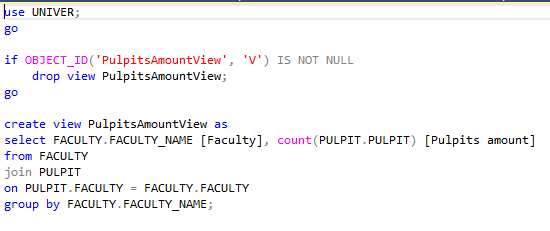 use UNIVER;
go
if OBJECT_ID('PulpitsAmountView', 'V') IS NOT NULL
drop view PulpitsAmountView;
go
create view PulpitsAmountView as
select FACULTY.FACULTY_NAME [Faculty], count(PULPIT.PULPIT) [Pulpits amount]
from FACULTY
join PULPIT
on PULPIT.FACULTY = FACULTY.FACULTY
group by FACULTY.FACULTY_NAME;